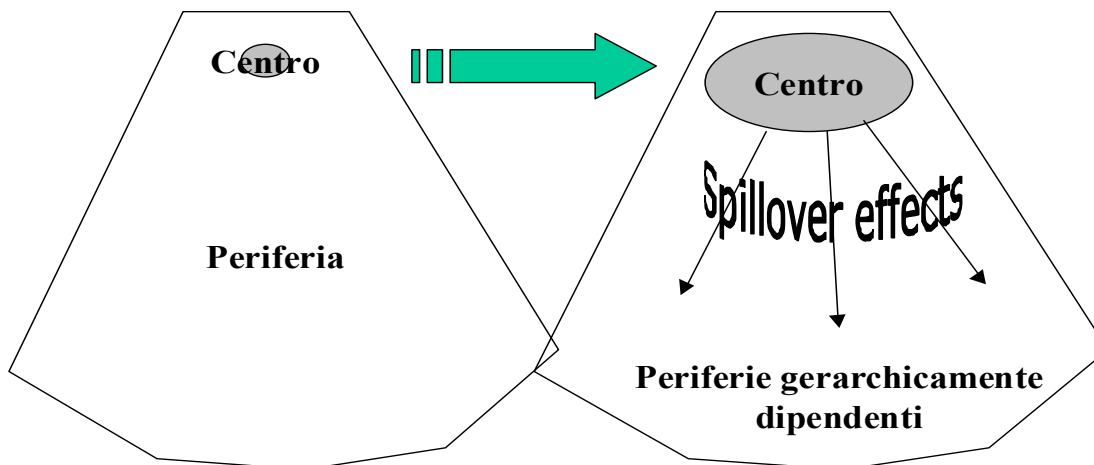 Centro
Periferia
Centro
Spillover effects
Periferie gerarchicamente
dipendenti